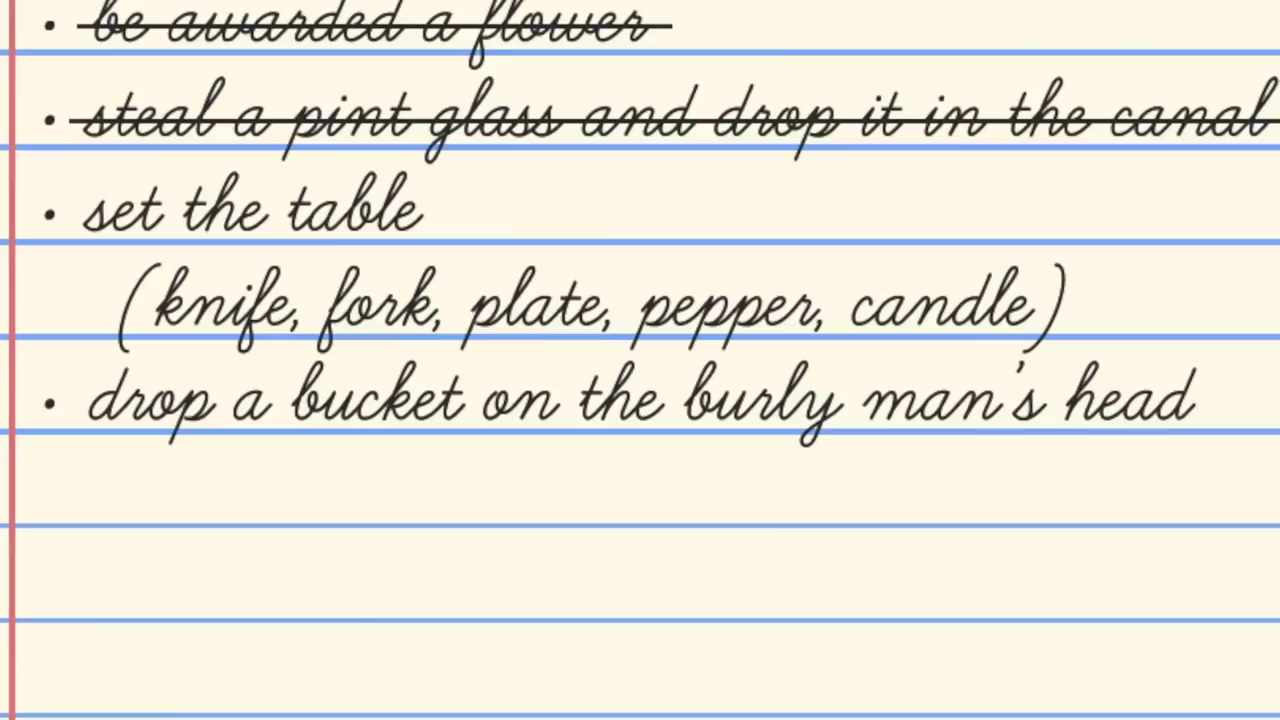 • be awarded a flower
• steal a pint glass and drop it in the canal
• set the table
(knife, fork, plate, pepper, candle)
• drop a bucket on the burly man's head